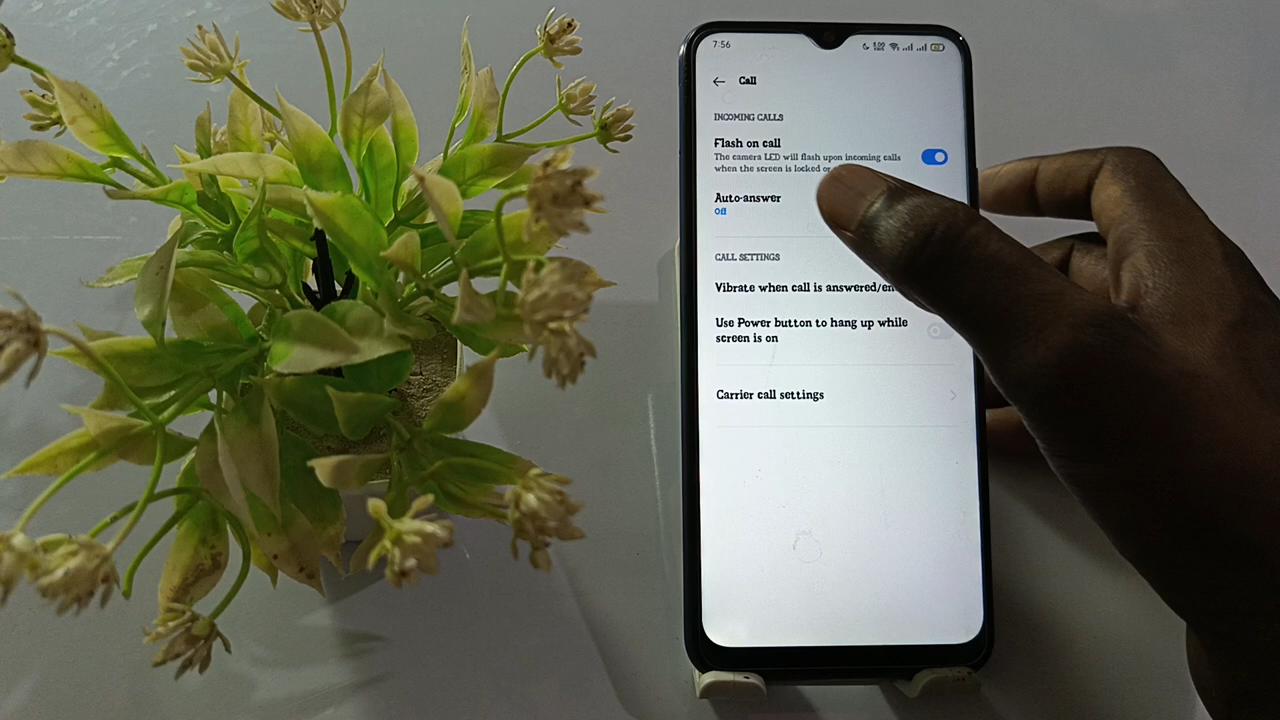 7:56
Call
INCOMING CALLS
Flash on call
The camera LED will flash upon incoming calls
when the screen is locked or
Auto-answer
Off
CALL SETTINGS
Vibrate when call is answered/en
Use Power button to hang up while
screen is on
Carrier call settings